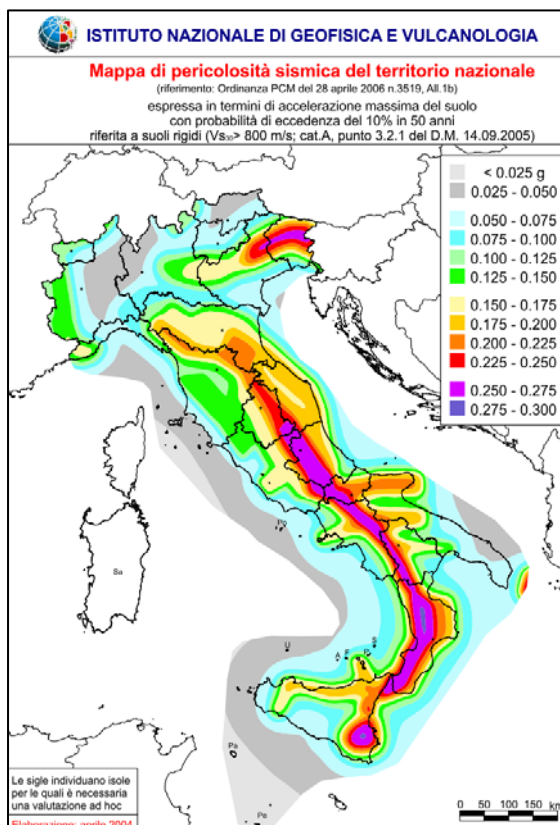 ISTITUTO NAZIONALE DI GEOFISICA E VULCANOLOGIA
Mappa di pericolosità sismica del territorio nazionale
(riferimento: Ordinanza PCM del 28 aprile 2006 n.3519, All.1b)
espressa in termini di accelerazione massima del suolo
con probabilità di eccedenza del 10% in 50 anni
riferita a suoli rigidi (Vs₃₀> 800 m/s; cat.A, punto 3.2.1 del D.M. 14.09.2005)
< 0.025 g
0.025 - 0.050
0.050 - 0.075
0.075 - 0.100
0.100 - 0.125
0.125 - 0.150
0.150 - 0.175
0.175 - 0.200
0.200 - 0.225
0.225 - 0.250
0.250 - 0.275
0.275 - 0.300
Po
Sa
U
A
F
P
S
Pa
Pe
Le sigle individuano isole
per le quali è necessaria
una valutazione ad hoc
Elaborazione: aprile 2004
0 50 100 150 km